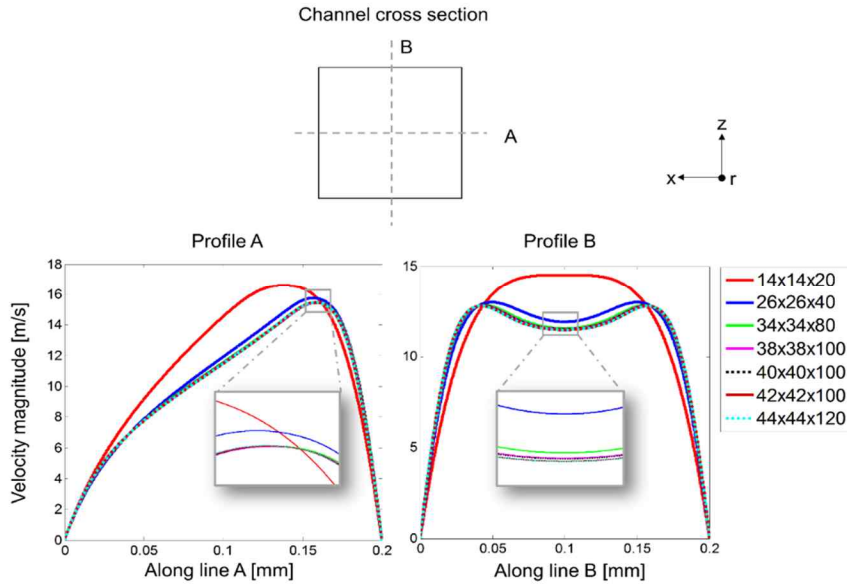 Channel cross section
B
A
z
x
r
Profile A
Profile B
Velocity magnitude [m/s]
18
16
14
12
10
8
6
4
2
0
0
0.05
0.1
0.15
0.2
Along line A [mm]
15
10
5
0
0
0.05
0.1
0.15
0.2
Along line B [mm]
14x14x20
26x26x40
34x34x80
38x38x100
40x40x100
42x42x100
44x44x120